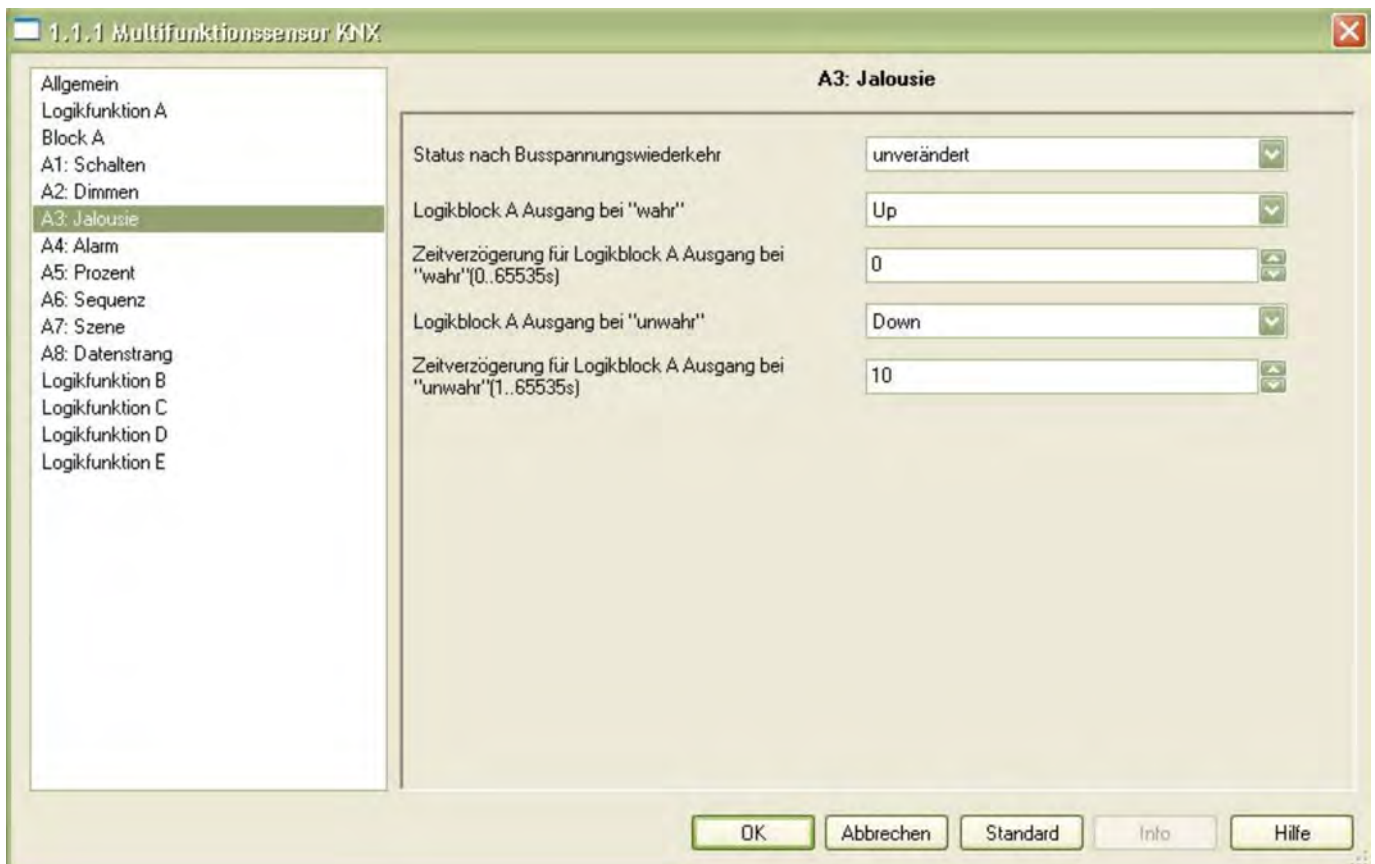 1.1.1 Multifunktionssensor KNX
Allgemein
Logikfunktion A
Block A
A1: Schalten
A2: Dimmen
A3: Jalousie
A4: Alarm
A5: Prozent
A6: Sequenz
A7: Szene
A8: Datenstrang
Logikfunktion B
Logikfunktion C
Logikfunktion D
Logikfunktion E
A3: Jalousie
Status nach Busspannungswiederkehr
unverändert
Logikblock A Ausgang bei "wahr"
Up
Zeitverzögerung für Logikblock A Ausgang bei
"wahr"(0..65535s)
0
Logikblock A Ausgang bei "unwahr"
Down
Zeitverzögerung für Logikblock A Ausgang bei
"unwahr"(1..65535s)
10
OK
Abbrechen
Standard
Info
Hilfe